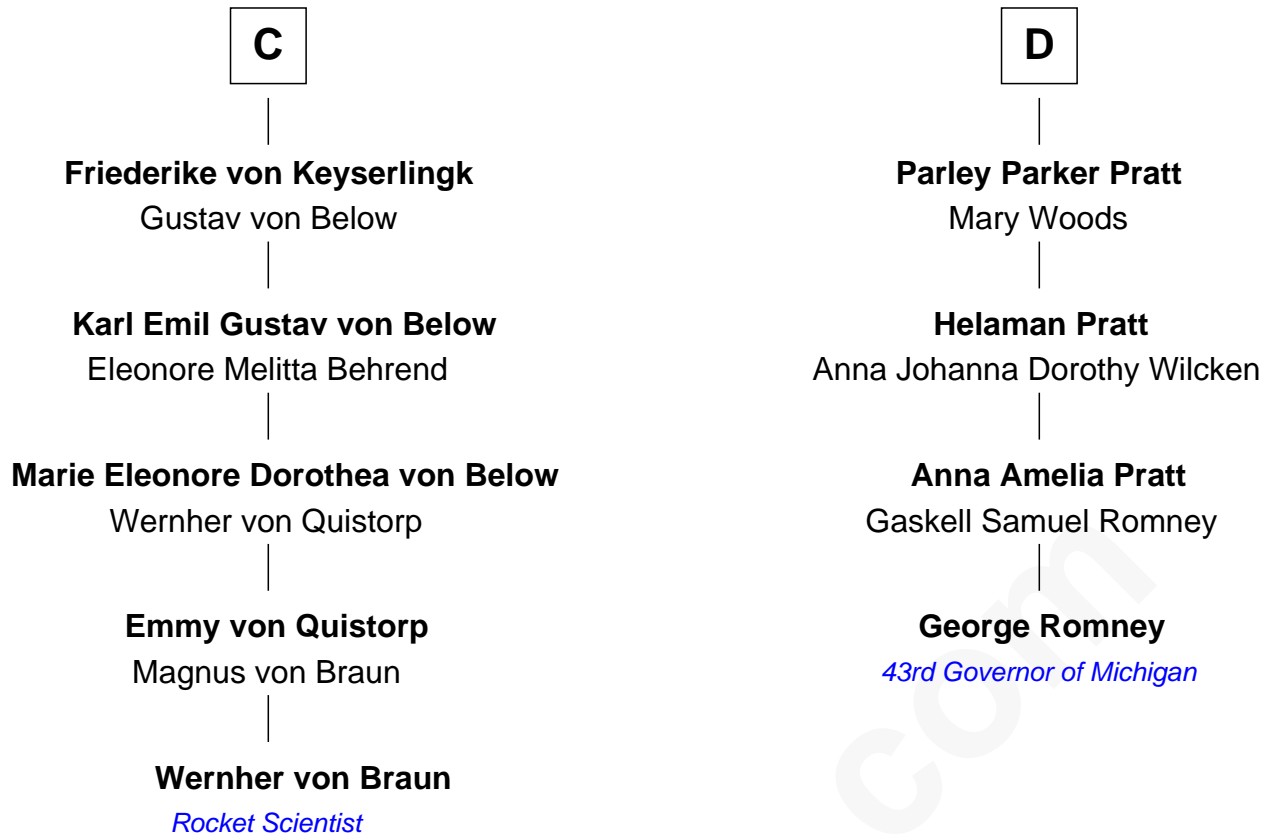 C
Friederike von Keyserlingk
Gustav von Below
Karl Emil Gustav von Below
Eleonore Melitta Behrend
Marie Eleonore Dorothea von Below
Wernher von Quistorp
Emmy von Quistorp
Magnus von Braun
Wernher von Braun
Rocket Scientist
D
Parley Parker Pratt
Mary Woods
Helaman Pratt
Anna Johanna Dorothy Wilcken
Anna Amelia Pratt
Gaskell Samuel Romney
George Romney
43rd Governor of Michigan
com